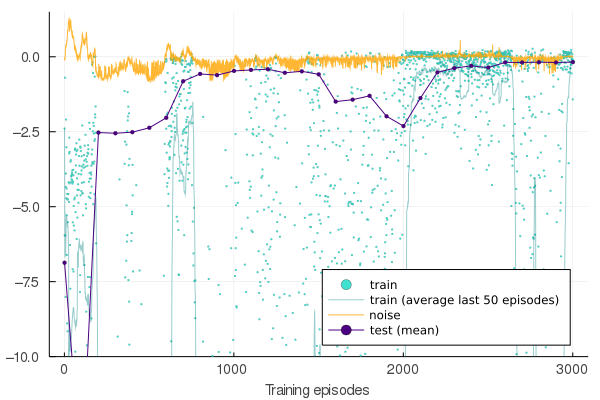 0.0
−2.5
−5.0
−7.5
−10.0
0
1000
2000
3000
Training episodes
train
train (average last 50 episodes)
noise
test (mean)